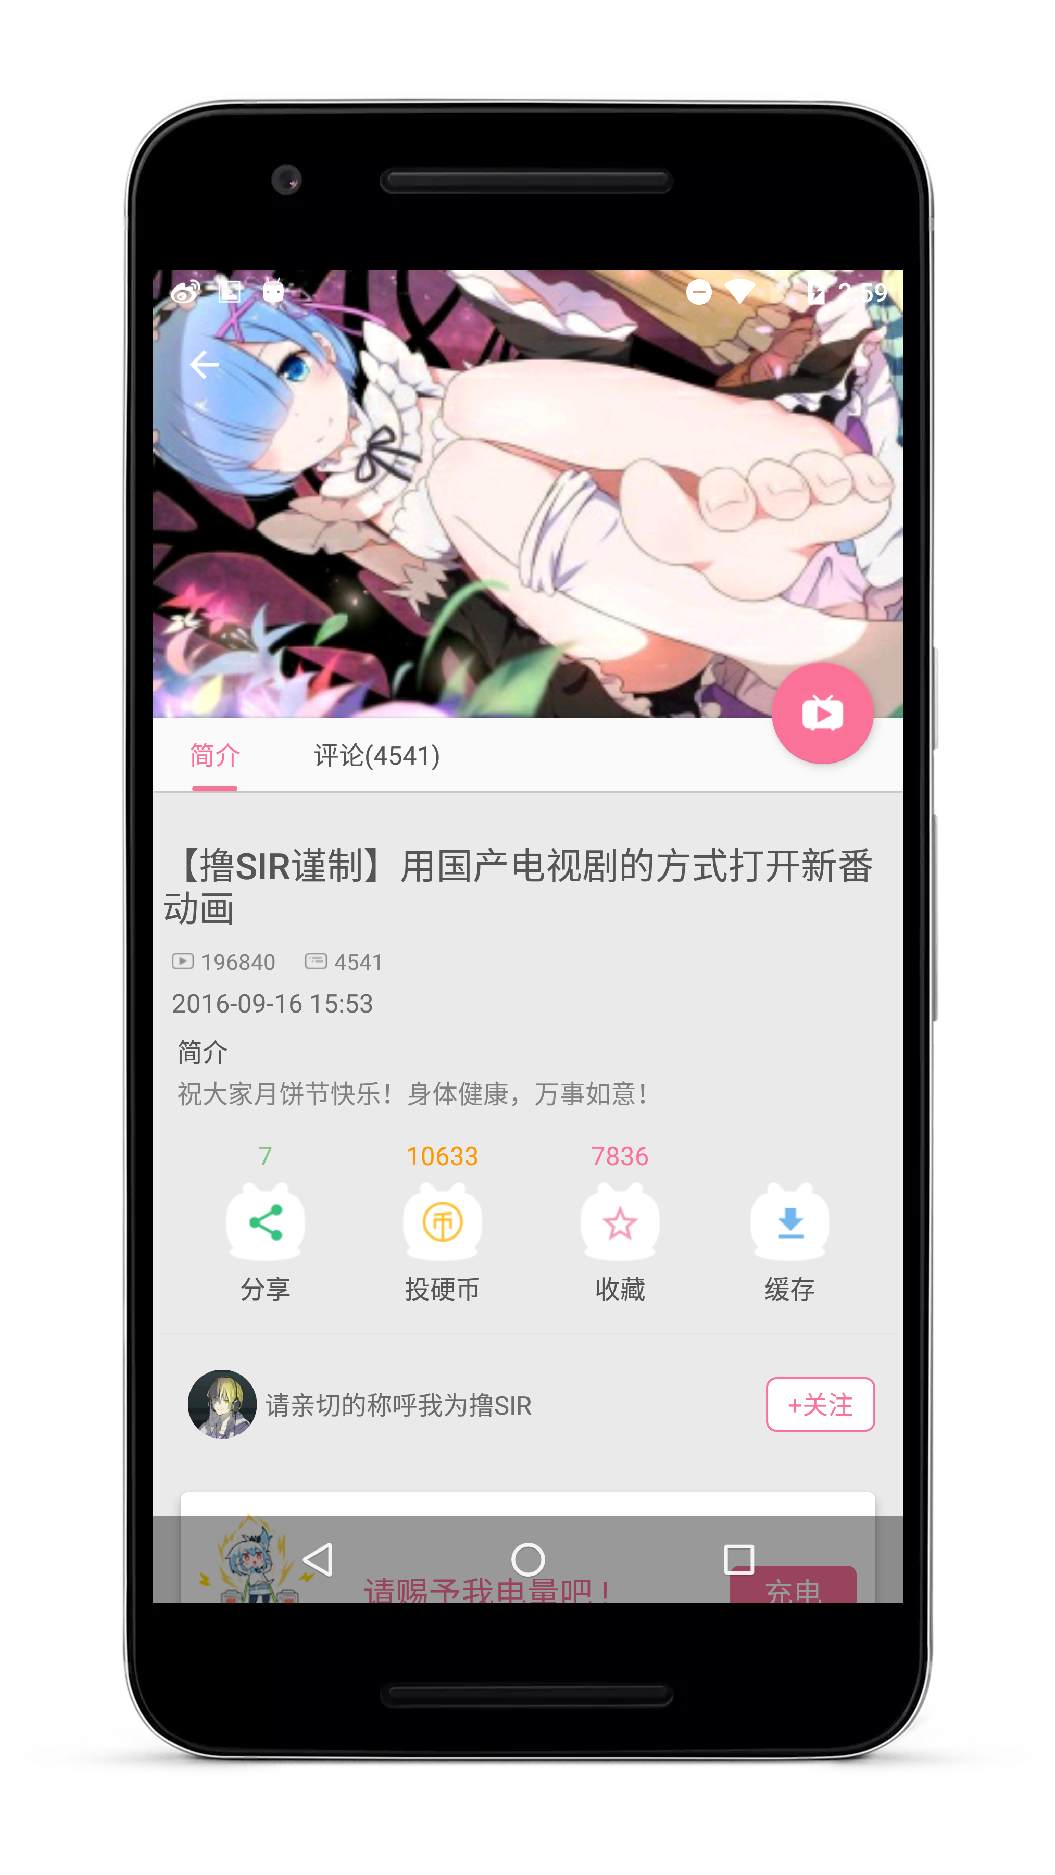 2:59
简介 评论(4541)
【撸SIR谨制】用国产电视剧的方式打开新番
动画
196840 4541
2016-09-16 15:53
简介
祝大家月饼节快乐！身体健康，万事如意！
7 10633 7836
币
分享 投硬币 收藏 缓存
请亲切的称呼我为撸SIR +关注
请赐予我电量吧！ 充电